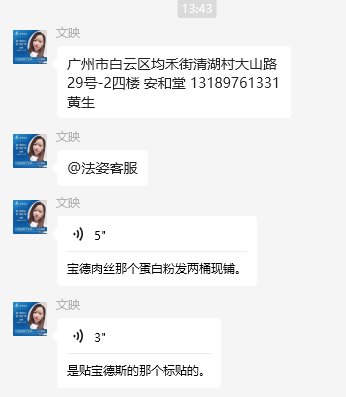 13:43
文映
广州市白云区均禾街清湖村大山路
29号-2四楼 安和堂 13189761331
黄生
文映
@法姿客服
文映
5"
宝德肉丝那个蛋白粉发两桶现铺。
文映
3"
是贴宝德斯的那个标贴的。